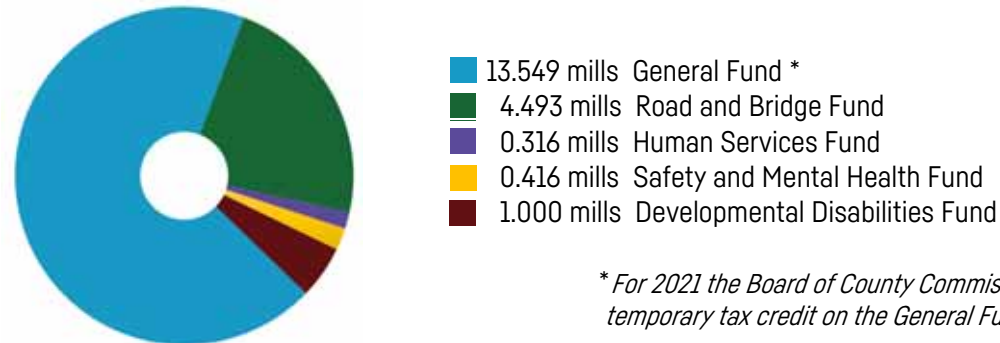 13.549 mills General Fund *
4.493 mills Road and Bridge Fund
0.316 mills Human Services Fund
0.416 mills Safety and Mental Health Fund
1.000 mills Developmental Disabilities Fund
* For 2021 the Board of County
temporary tax credit on the General